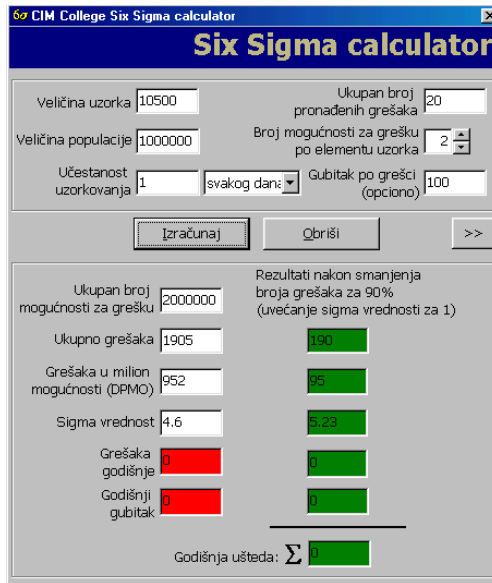 6σ CIM College Six Sigma calculator
Six Sigma calculator
Veličina uzorka 10500
Ukupan broj
pronađenih grešaka 20
Veličina populacije 1000000
Broj mogućnosti za grešku
po elementu uzorka 2
Učestanost
uzorkovanja 1 svakog dana
Gubitak po grešci
(opciono) 100
Izračunaj
Obriši
>>
Ukupan broj
mogućnosti za grešku 2000000
Rezultati nakon smanjenja
broja grešaka za 90%
(uvećanje sigma vrednosti za 1)
Ukupno grešaka 1905 190
Grešaka u milion
mogućnosti (DPMO) 952 95
Sigma vrednost 4.6 5.23
Grešaka
godišnje 0 0
Godišnji
gubitak 0 0
Godišnja ušteda: Σ 0